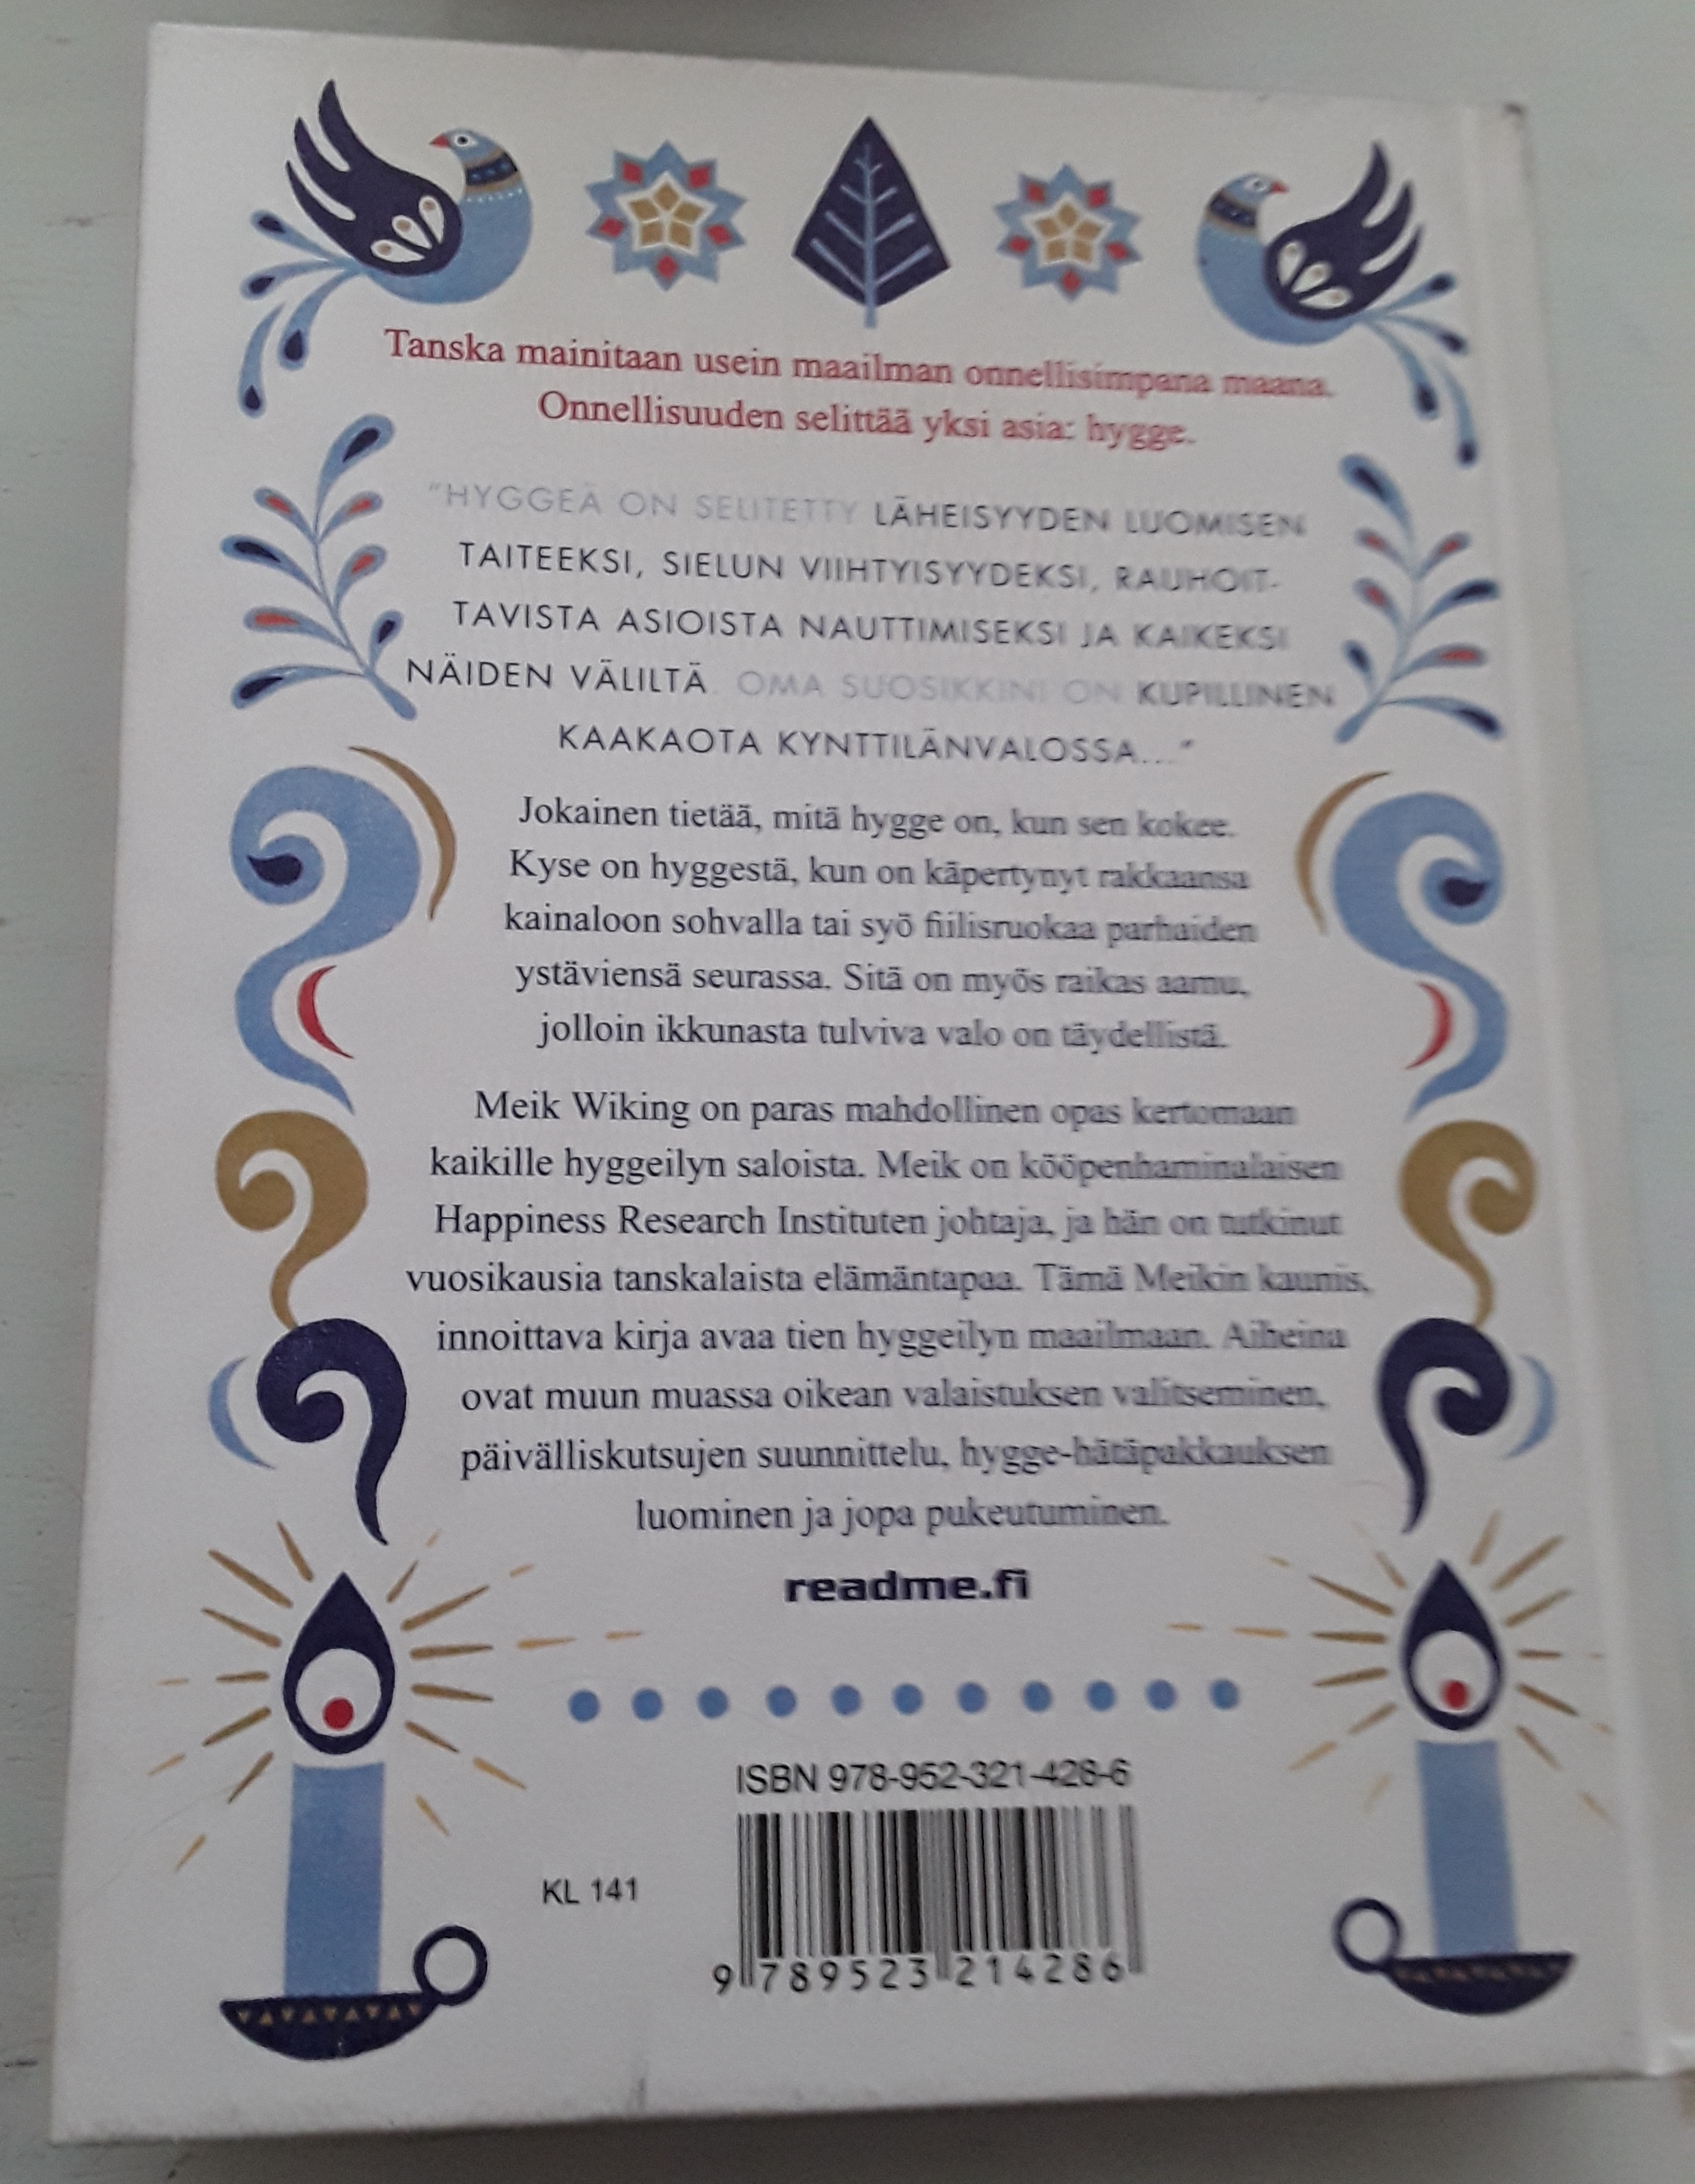 Tanska mainitaan usein maailman onnellisimpana maana.
Onnellisuuden selittää yksi asia: hygge.
"HYGGEÄ ON SELITETTY LÄHEISYYDEN LUOMISEN
TAITEEKSI, SIELUN VIIHTYISYYDEKSI, RAUHOIT-
TAVISTA ASIOISTA NAUTTIMISEKSI JA KAIKEKSI
NÄIDEN VÄLILTÄ. OMA SUOSIKKINI ON KUPILLINEN
KAAKAOTA KYNTTILÄNVALOSSA..."
Jokainen tietää, mitä hygge on, kun sen kokee.
Kyse on hyggestä, kun on käpertynyt rakkaansa
kainaloon sohvalla tai syö fiilisruokaa parhaiden
ystäviensä seurassa. Sitä on myös raikas aamu,
jolloin ikkunasta tulviva valo on täydellistä.
Meik Wiking on paras mahdollinen opas kertomaan
kaikille hyggeilyn saloista. Meik on kööpenhaminalaisen
Happiness Research Instituten johtaja, ja hän on tutkinut
vuosikausia tanskalaista elämäntapaa. Tämä Meikin kaunis,
innoittava kirja avaa tien hyggeilyn maailmaan. Aiheina
ovat muun muassa oikean valaistuksen valitseminen,
päivälliskutsujen suunnittelu, hygge-hätäpakkauksen
luominen ja jopa pukeutuminen.
readme.fi
ISBN 978-952-321-428-6
KL 141
9 789523 214286